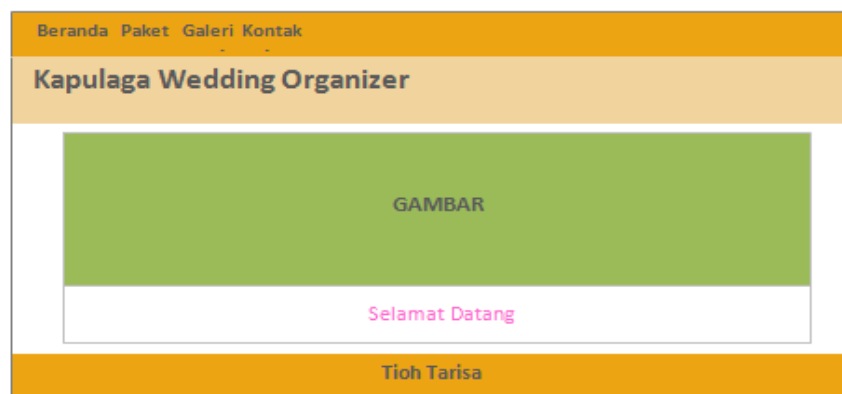 Beranda Paket Galeri Kontak
Kapulaga Wedding Organizer
GAMBAR
Selamat Datang
Tioh Tarisa